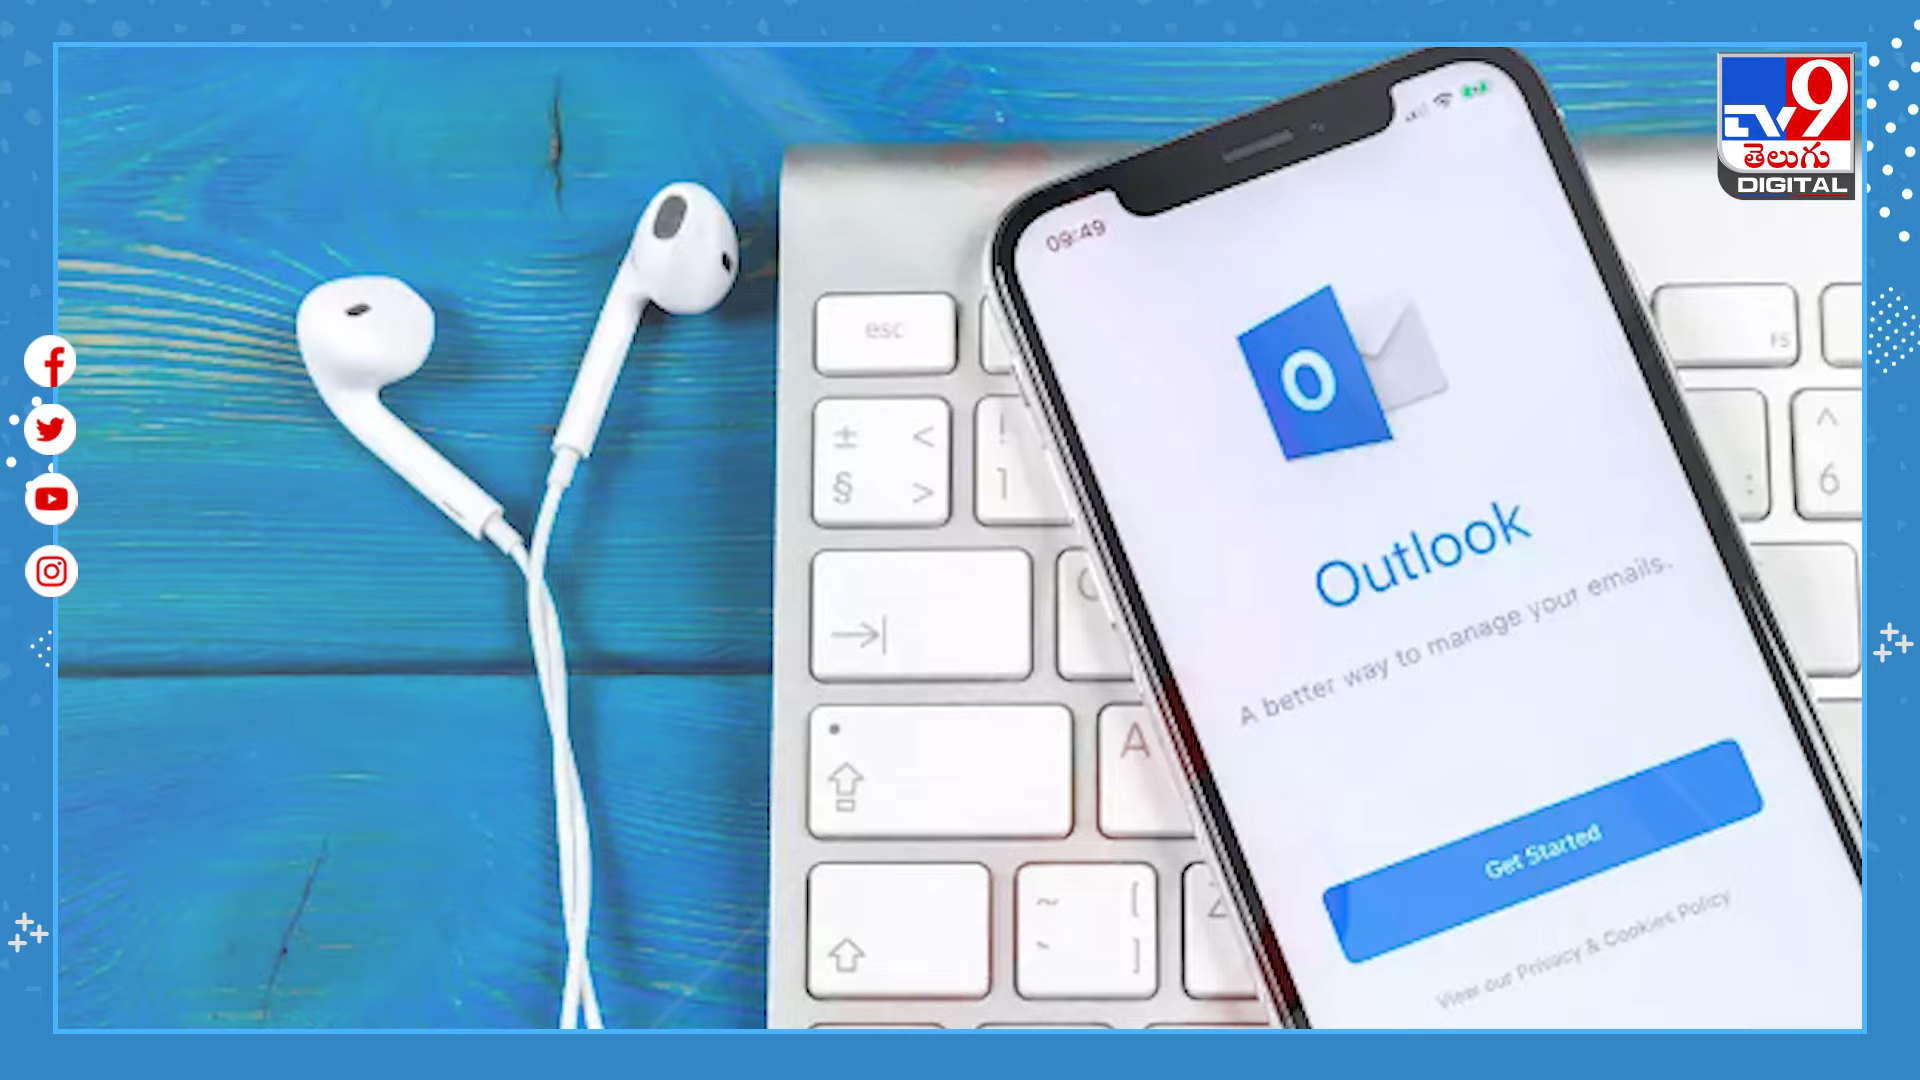 TV9
తెలుగు
DIGITAL
09:49
O
Outlook
A better way to manage your emails.
Get Started
View our Privacy & Cookies Policy
esc
F5
± <
§ >
!
1
^
6
:
A
~ [
` ]
Z